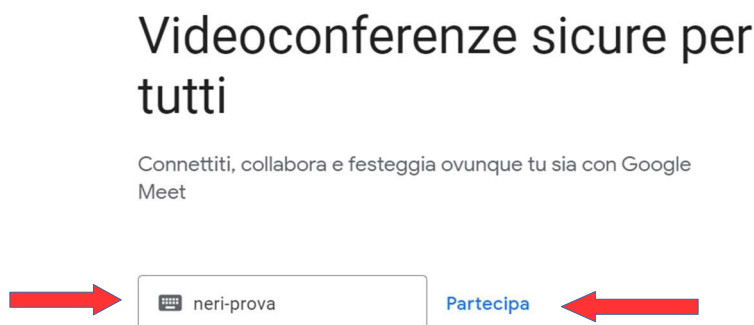 Videoconferenze sicure per
tutti
Connettiti, collabora e festeggia ovunque tu sia con Google
Meet
neri-prova
Partecipa